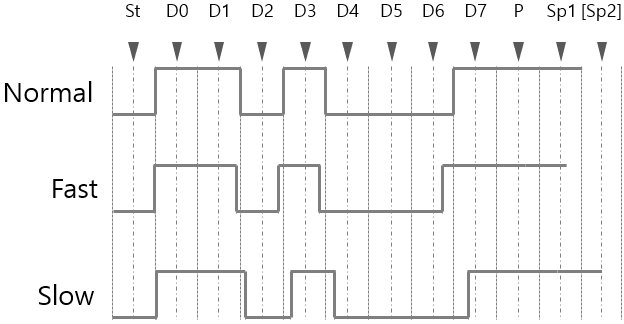 St D0 D1 D2 D3 D4 D5 D6 D7 P Sp1 [Sp2]
Normal
Fast
Slow